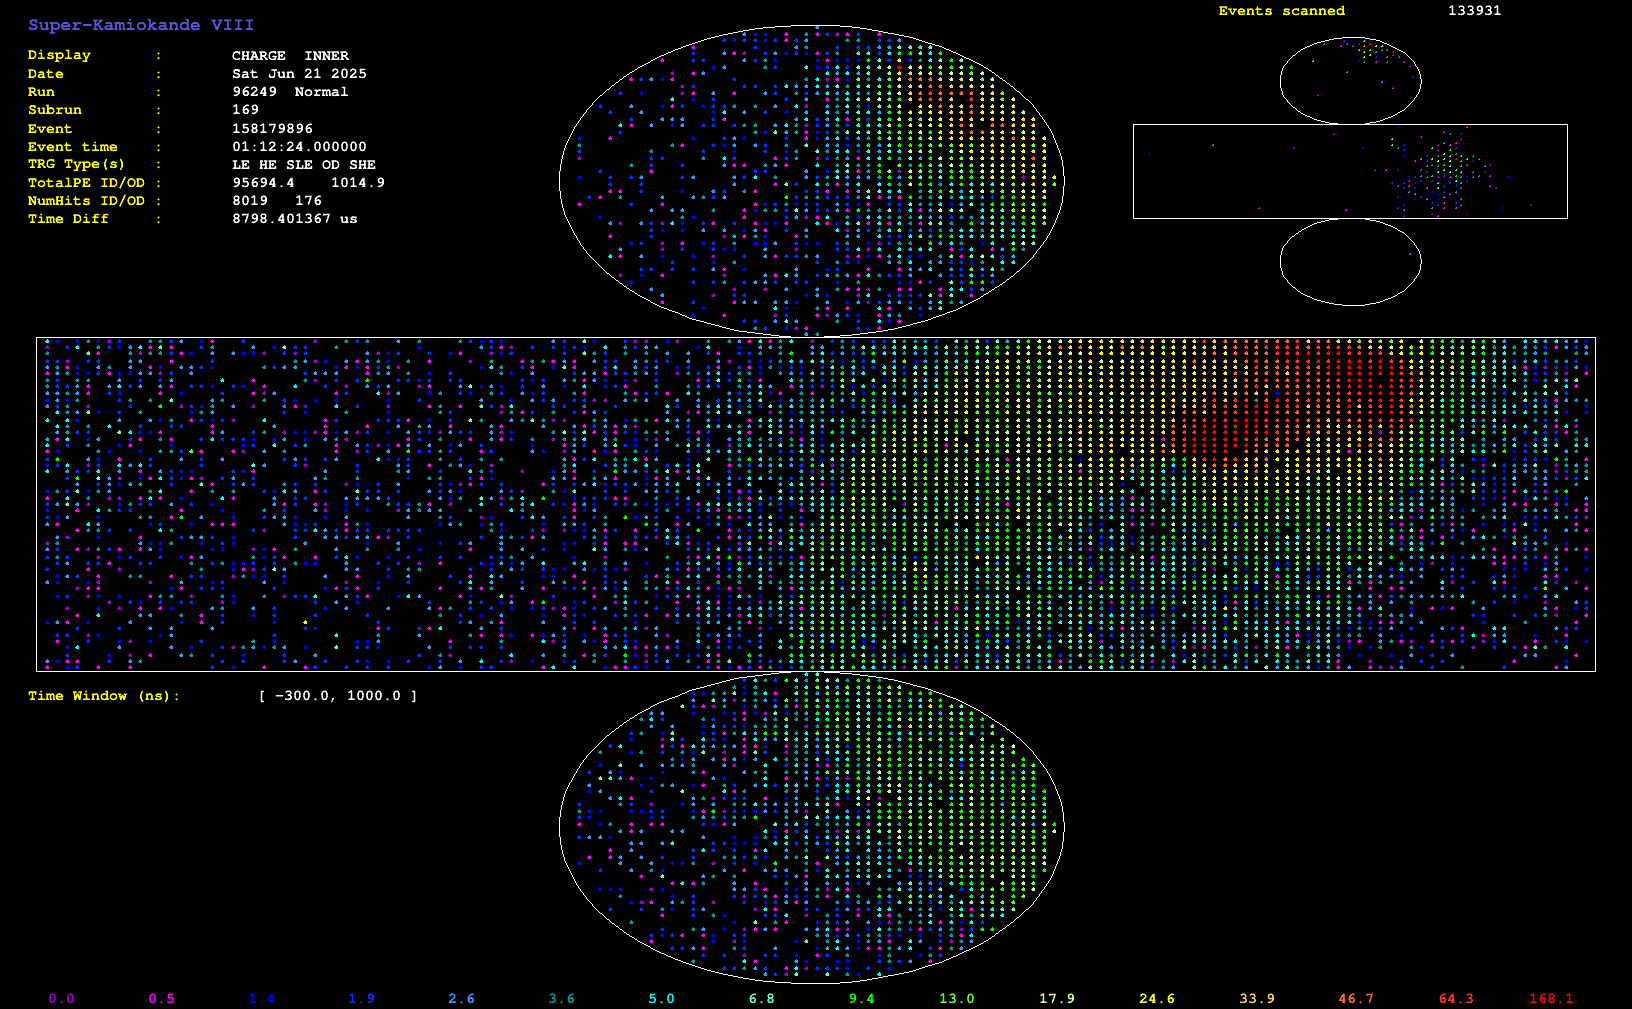 Super-Kamiokande VIII
Display : CHARGE INNER
Date : Sat Jun 21 2025
Run : 96249 Normal
Subrun : 169
Event : 158179896
Event time : 01:12:24.000000
TRG Type(s) : LE HE SLE OD SHE
TotalPE ID/OD : 95694.4 1014.9
NumHits ID/OD : 8019 176
Time Diff : 8798.401367 us
Events scanned 133931
Time Window (ns): [ -300.0, 1000.0 ]
0.0 0.5 1.4 1.9 2.6 3.6 5.0 6.8 9.4 13.0 17.9 24.6 33.9 46.7 64.3 168.1